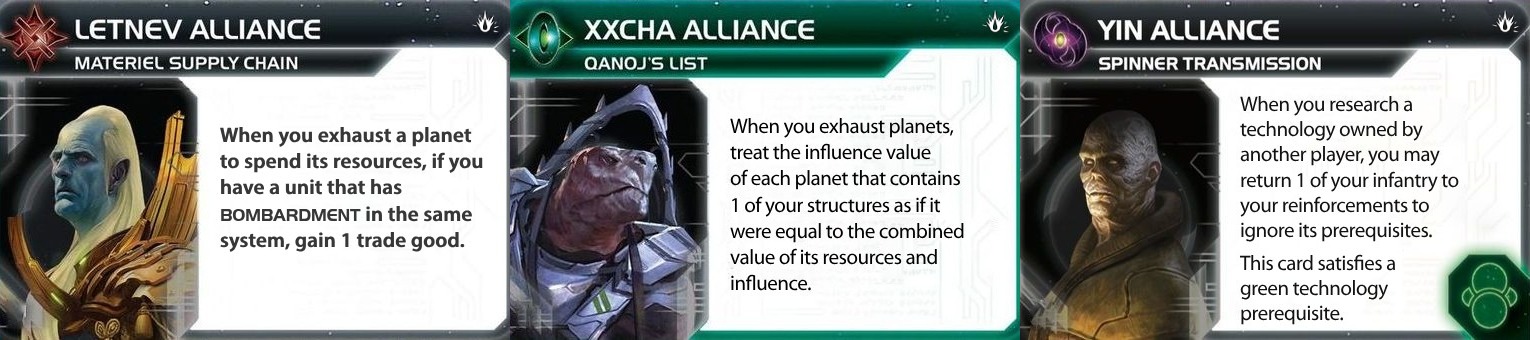 LETNEV ALLIANCE
MATERIEL SUPPLY CHAIN
When you exhaust a planet
to spend its resources, if you
have a unit that has
BOMBARDMENT in the same
system, gain 1 trade good.
XXCHA ALLIANCE
QANOJ'S LIST
When you exhaust planets,
treat the influence value
of each planet that contains
1 of your structures as if it
were equal to the combined
value of its resources and
influence.
YIN ALLIANCE
SPINNER TRANSMISSION
When you research a
technology owned by
another player, you may
return 1 of your infantry to
your reinforcements to
ignore its prerequisites.
This card satisfies a
green technology
prerequisite.